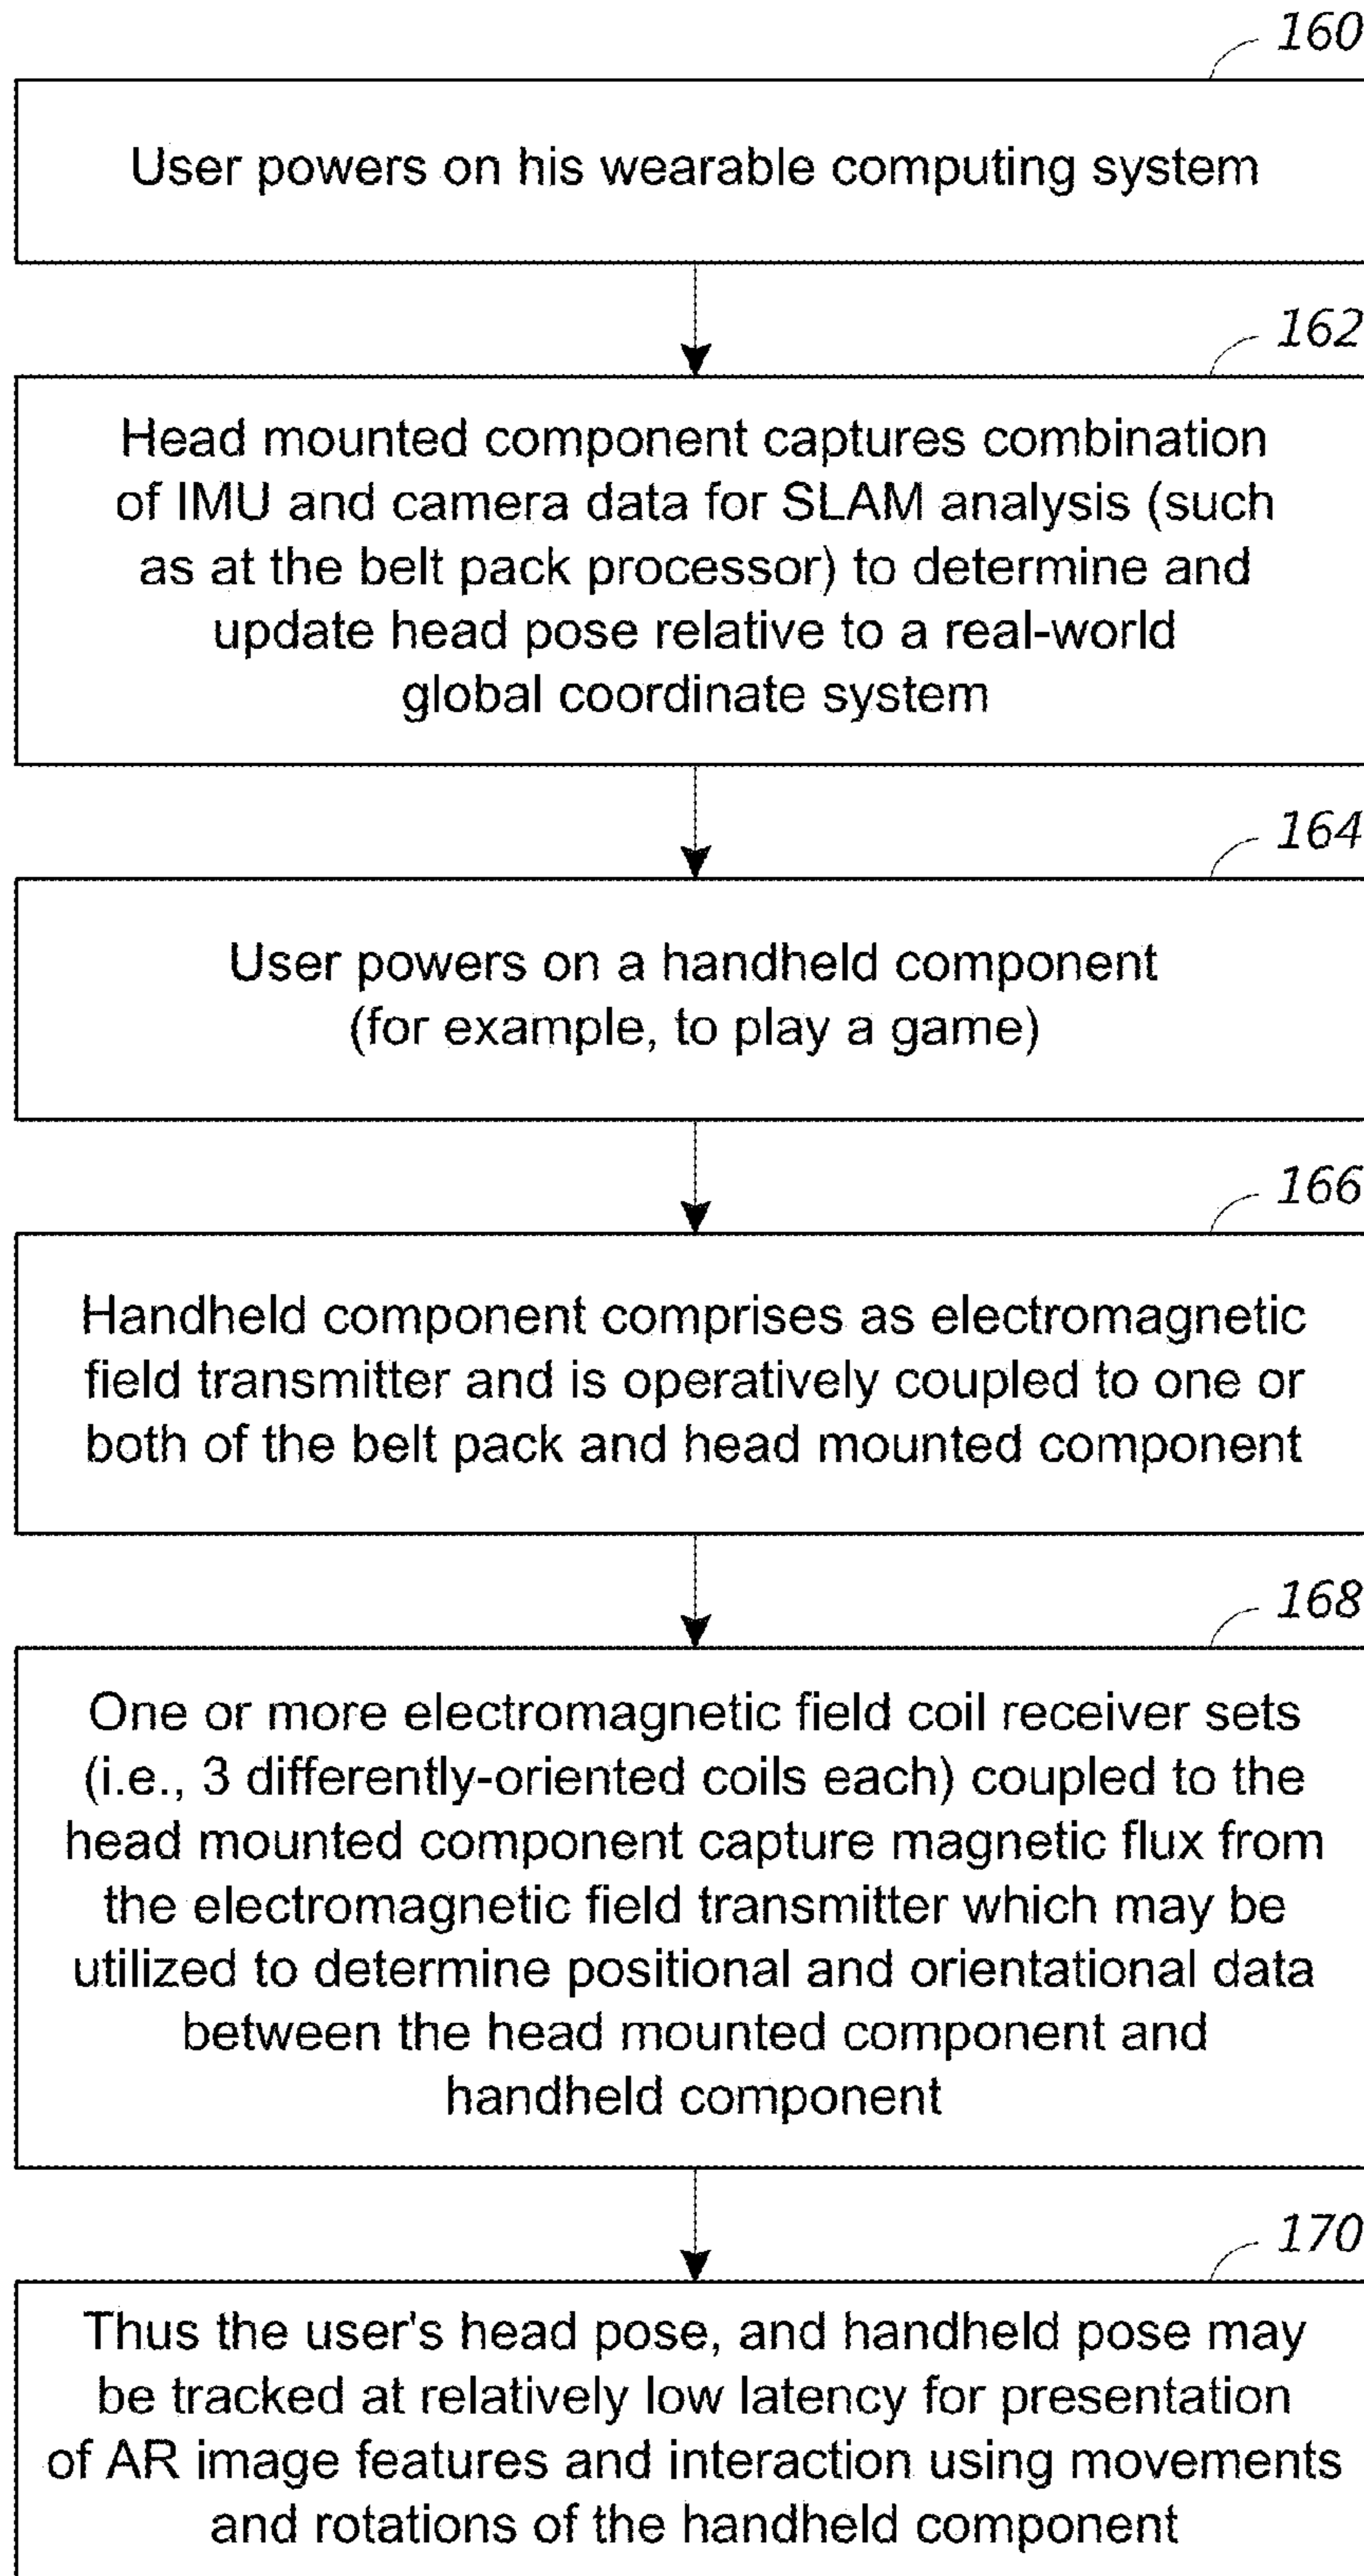 160
User powers on his wearable computing system
162
Head mounted component captures combination
of IMU and camera data for SLAM analysis (such
as at the belt pack processor) to determine and
update head pose relative to a real-world
global coordinate system
164
User powers on a handheld component
(for example, to play a game)
166
Handheld component comprises as electromagnetic
field transmitter and is operatively coupled to one or
both of the belt pack and head mounted component
168
One or more electromagnetic field coil receiver sets
(i.e., 3 differently-oriented coils each) coupled to the
head mounted component capture magnetic flux from
the electromagnetic field transmitter which may be
utilized to determine positional and orientational data
between the head mounted component and
handheld component
170
Thus the user's head pose, and handheld pose may
be tracked at relatively low latency for presentation
of AR image features and interaction using movements
and rotations of the handheld component